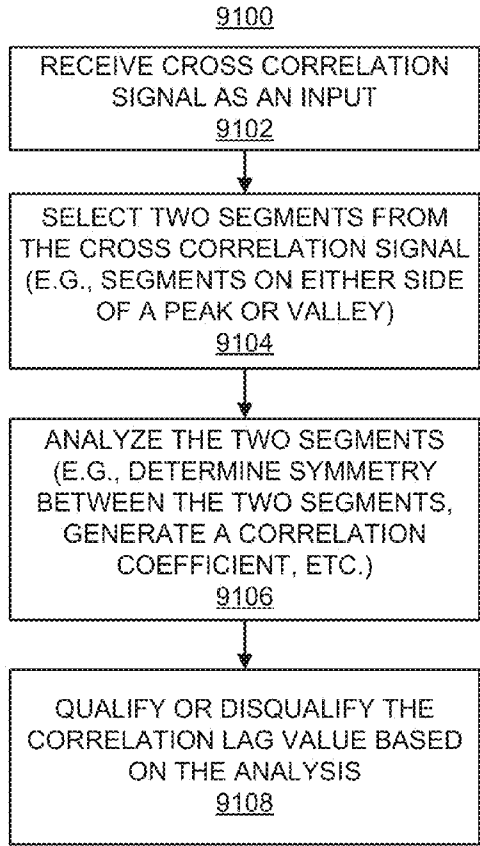 9100
RECEIVE CROSS CORRELATION
SIGNAL AS AN INPUT
9102
SELECT TWO SEGMENTS FROM
THE CROSS CORRELATION SIGNAL
(E.G., SEGMENTS ON EITHER SIDE
OF A PEAK OR VALLEY)
9104
ANALYZE THE TWO SEGMENTS
(E.G., DETERMINE SYMMETRY
BETWEEN THE TWO SEGMENTS,
GENERATE A CORRELATION
COEFFICIENT, ETC.)
9106
QUALIFY OR DISQUALIFY THE
CORRELATION LAG VALUE BASED
ON THE ANALYSIS
9108